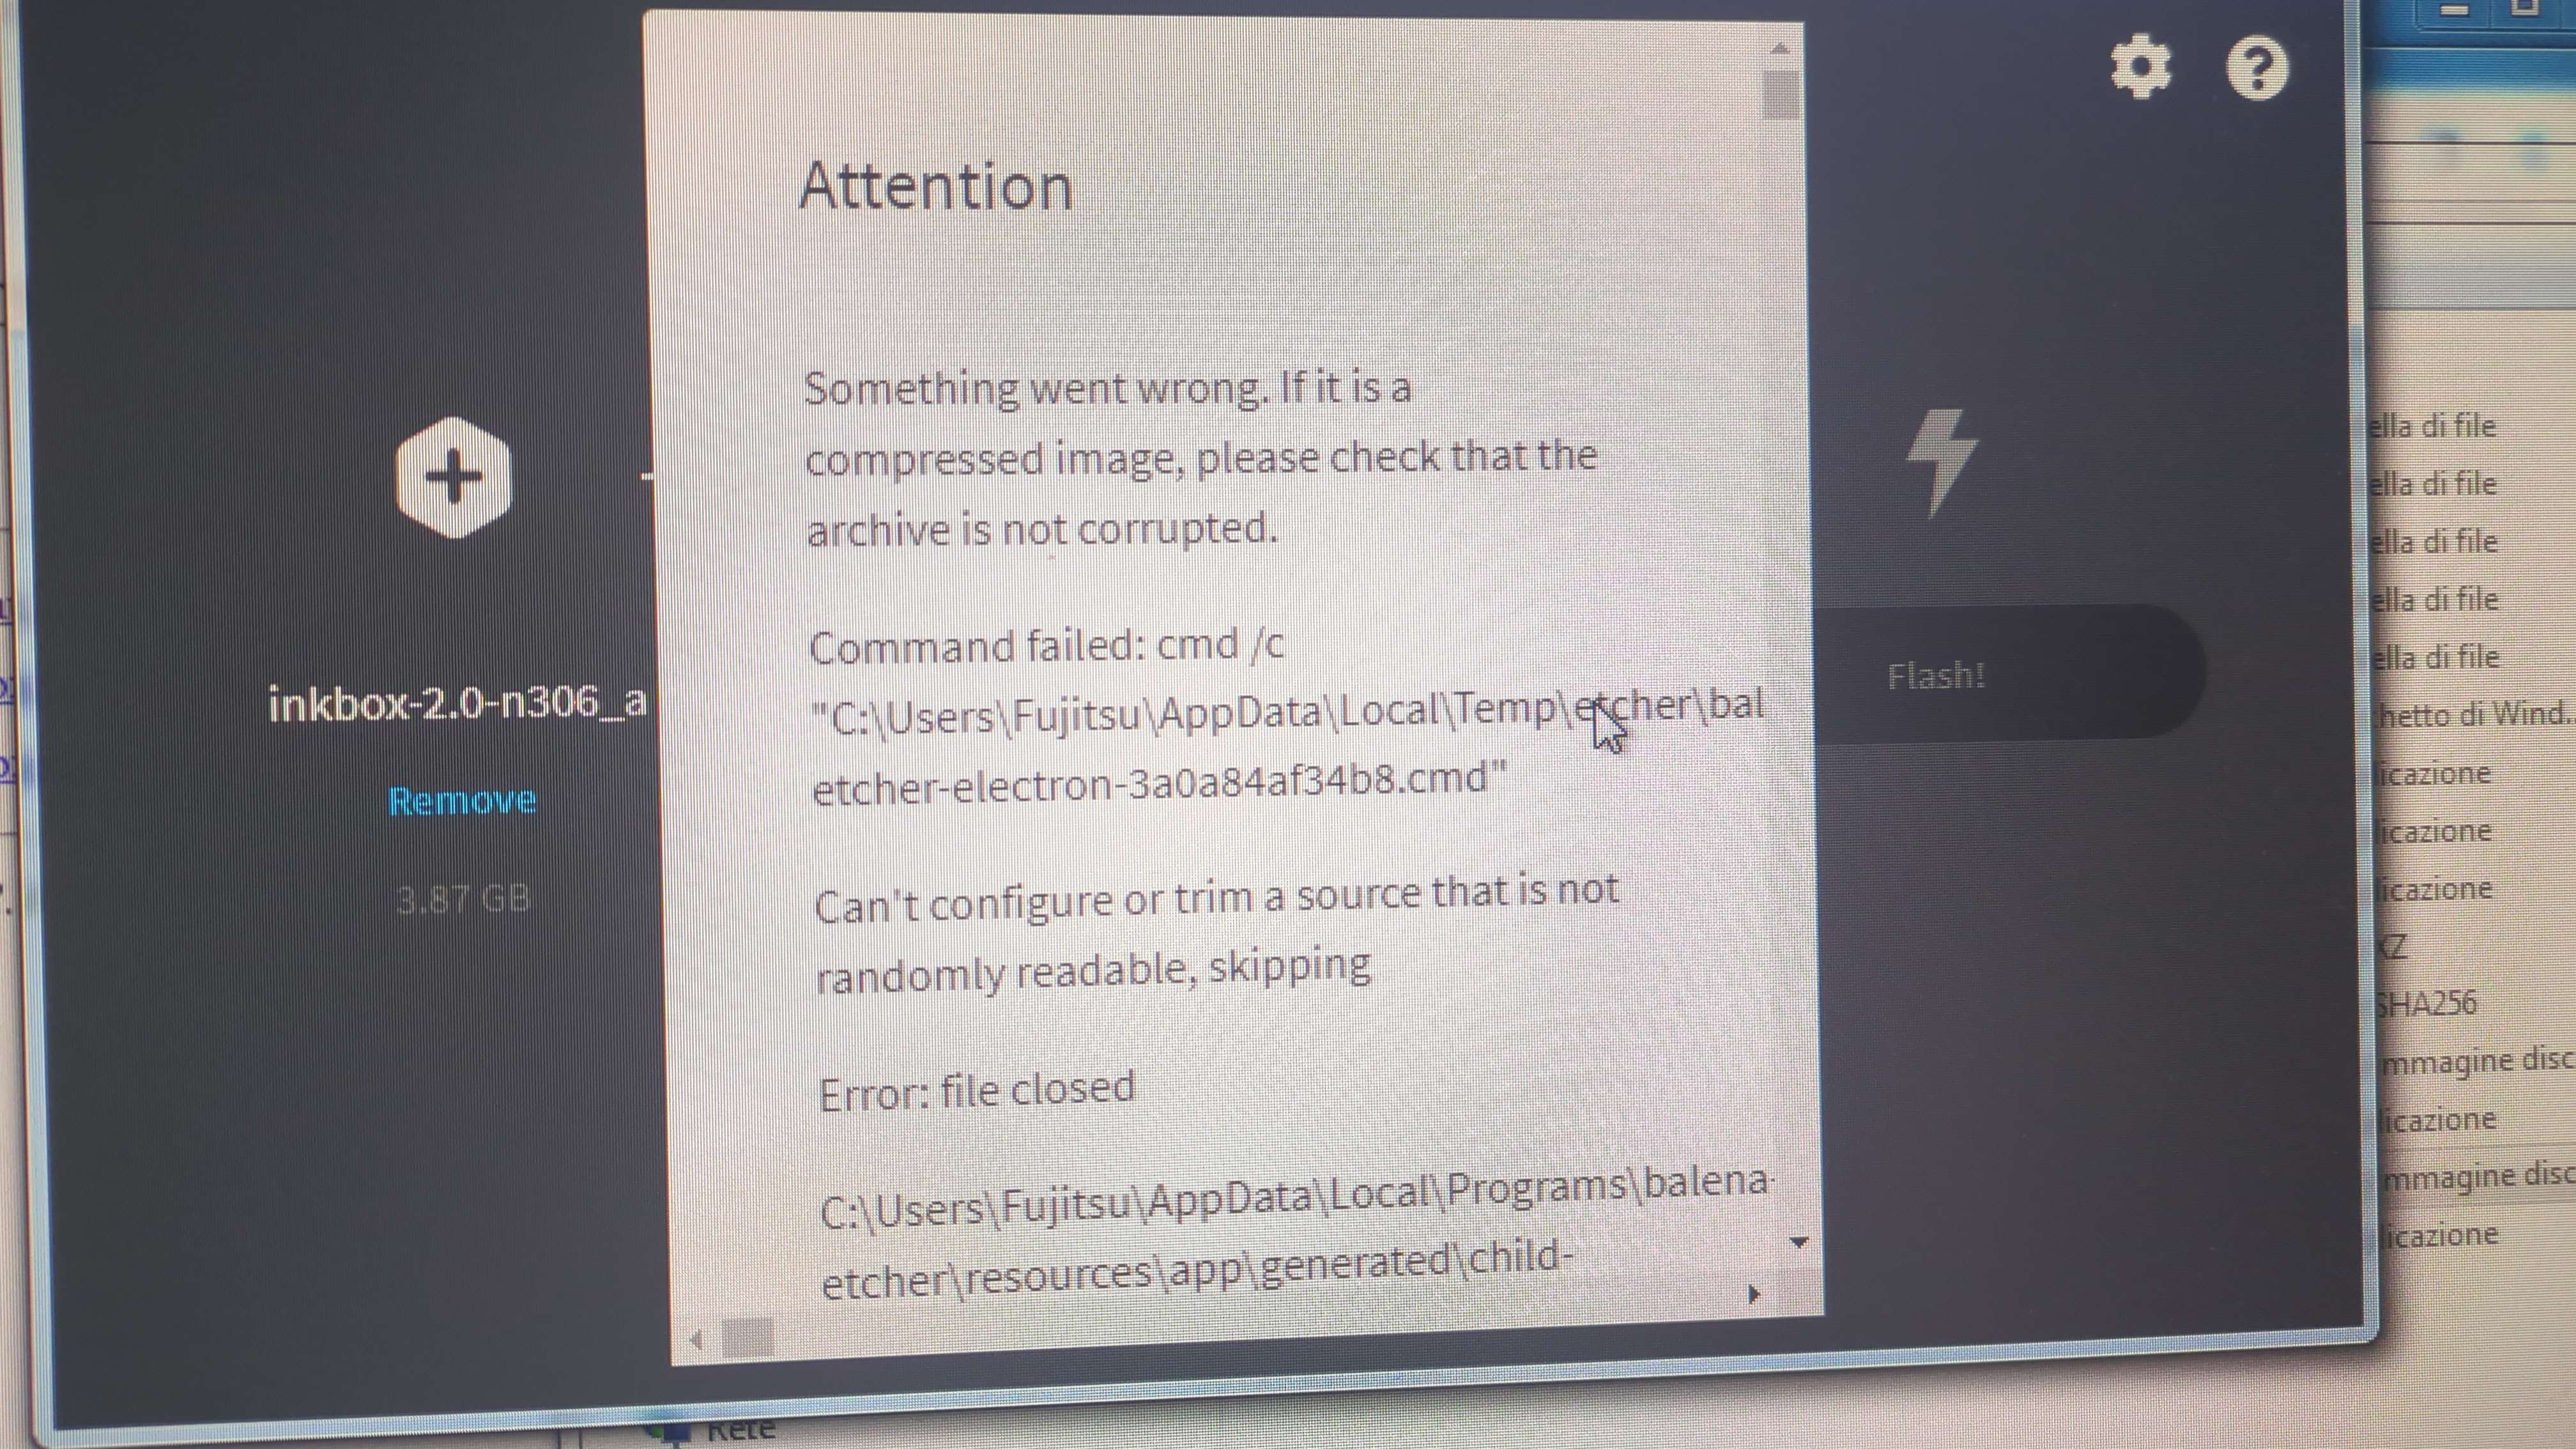 Attention
Something went wrong. If it is a
compressed image, please check that the
archive is not corrupted.
Command failed: cmd /c
"C:\Users\Fujitsu\AppData\Local\Temp\etcher\bal
etcher-electron-3a0a84af34b8.cmd"
Can't configure or trim a source that is not
randomly readable, skipping
Error: file closed
C:\Users\Fujitsu\AppData\Local\Programs\balena-
etcher\resources\app\generated\child-
inkbox-2.0-n306_a
Remove
3.87 GB
Flash!
ella di file
ella di file
ella di file
ella di file
ella di file
hetto di Wind...
icazione
icazione
icazione
XZ
SHA256
mmagine disc
icazione
mmagine disc
icazione
Rete